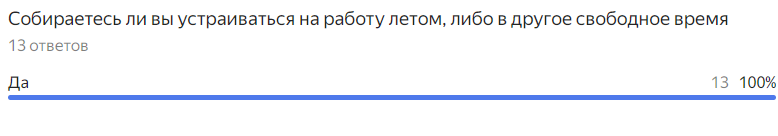 Собираетесь ли вы устраиваться на работу летом, либо в другое свободное время
13 ответов
Да 13 100%